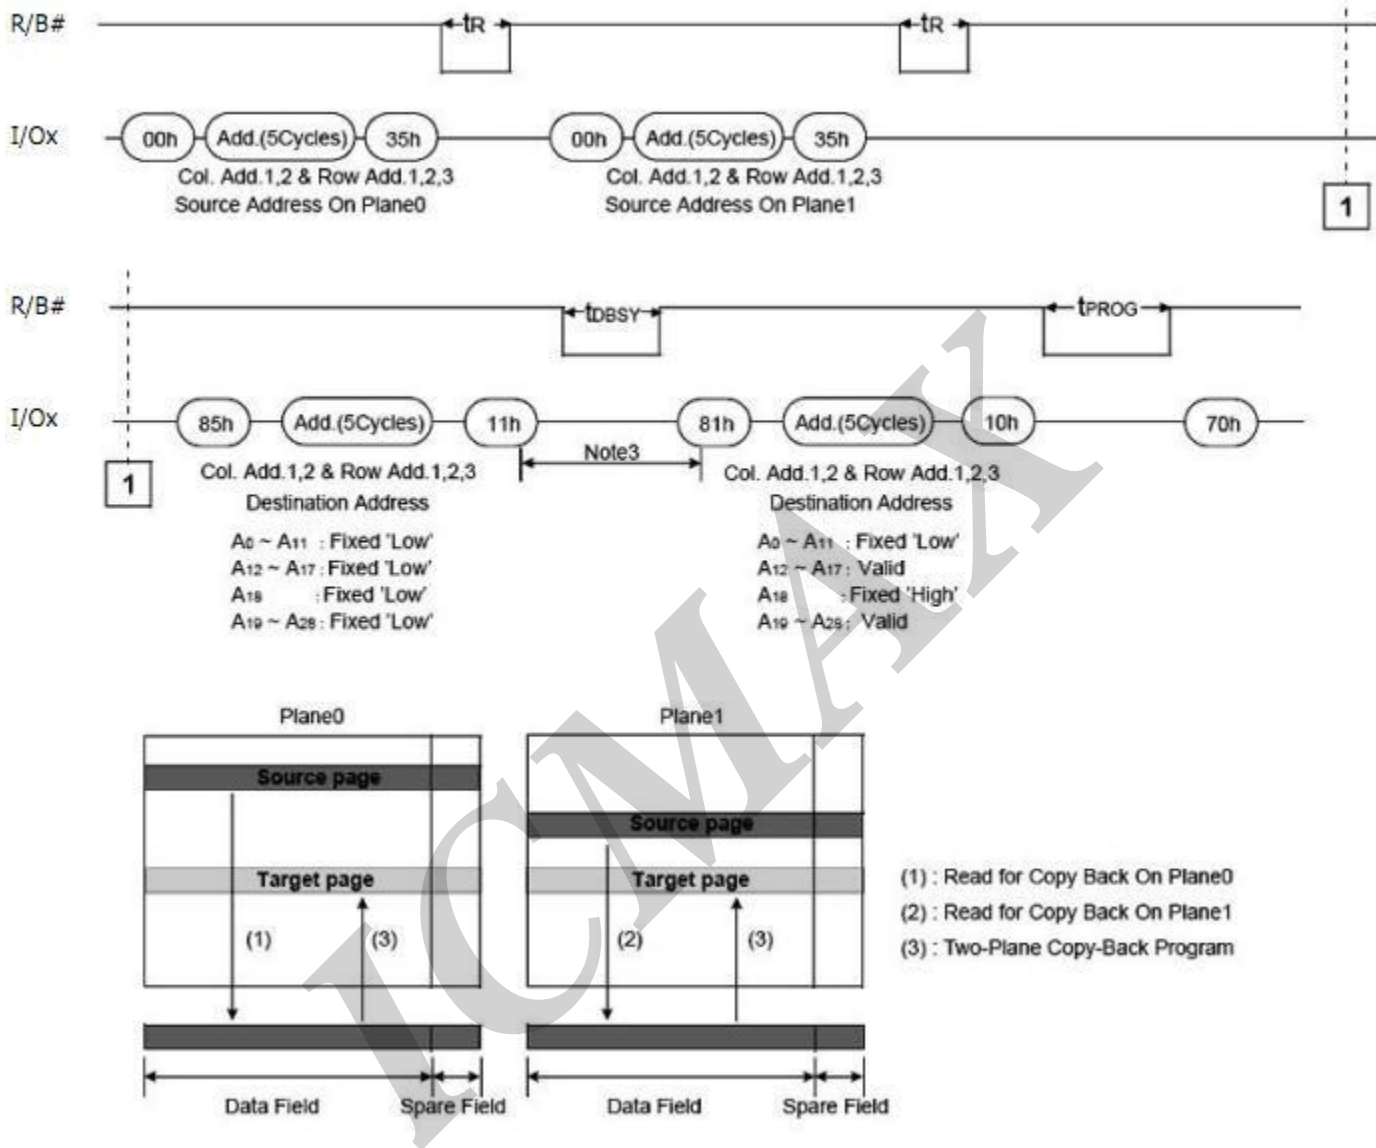 R/B#
tR
tR
I/Ox
00h
Add.(5Cycles)
35h
00h
Add.(5Cycles)
35h
Col. Add.1,2 & Row Add.1,2,3
Source Address On Plane0
Col. Add.1,2 & Row Add.1,2,3
Source Address On Plane1
1
R/B#
tDBSY
tPROG
I/Ox
85h
Add.(5Cycles)
11h
81h
Add.(5Cycles)
10h
70h
Note3
1
Col. Add.1,2 & Row Add.1,2,3
Destination Address
A0 ~ A11 : Fixed 'Low'
A12 ~ A17 : Fixed 'Low'
A18 : Fixed 'Low'
A19 ~ A28 : Fixed 'Low'
Col. Add.1,2 & Row Add.1,2,3
Destination Address
A0 ~ A11 : Fixed 'Low'
A12 ~ A17 : Valid
A18 : Fixed 'High'
A19 ~ A28 : Valid
Plane0
Source page
Target page
(1)
(3)
Data Field
Spare Field
Plane1
Source page
Target page
(2)
(3)
Data Field
Spare Field
(1) : Read for Copy Back On Plane0
(2) : Read for Copy Back On Plane1
(3) : Two-Plane Copy-Back Program
ICMAX